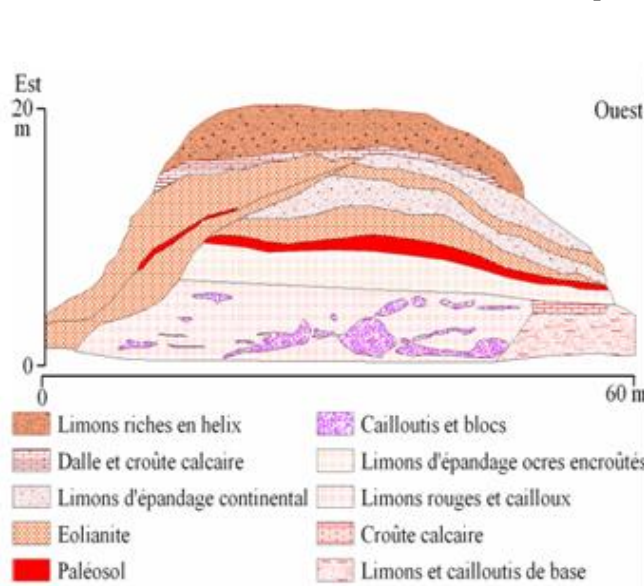 Est
20
m
Ouest
0
0
60 m
Limons riches en helix
Cailloutis et blocs
Dalle et croûte calcaire
Limons d'épandage ocres encroûtés
Limons d'épandage continental
Limons rouges et cailloux
Eolianite
Croûte calcaire
Paléosol
Limons et cailloutis de base